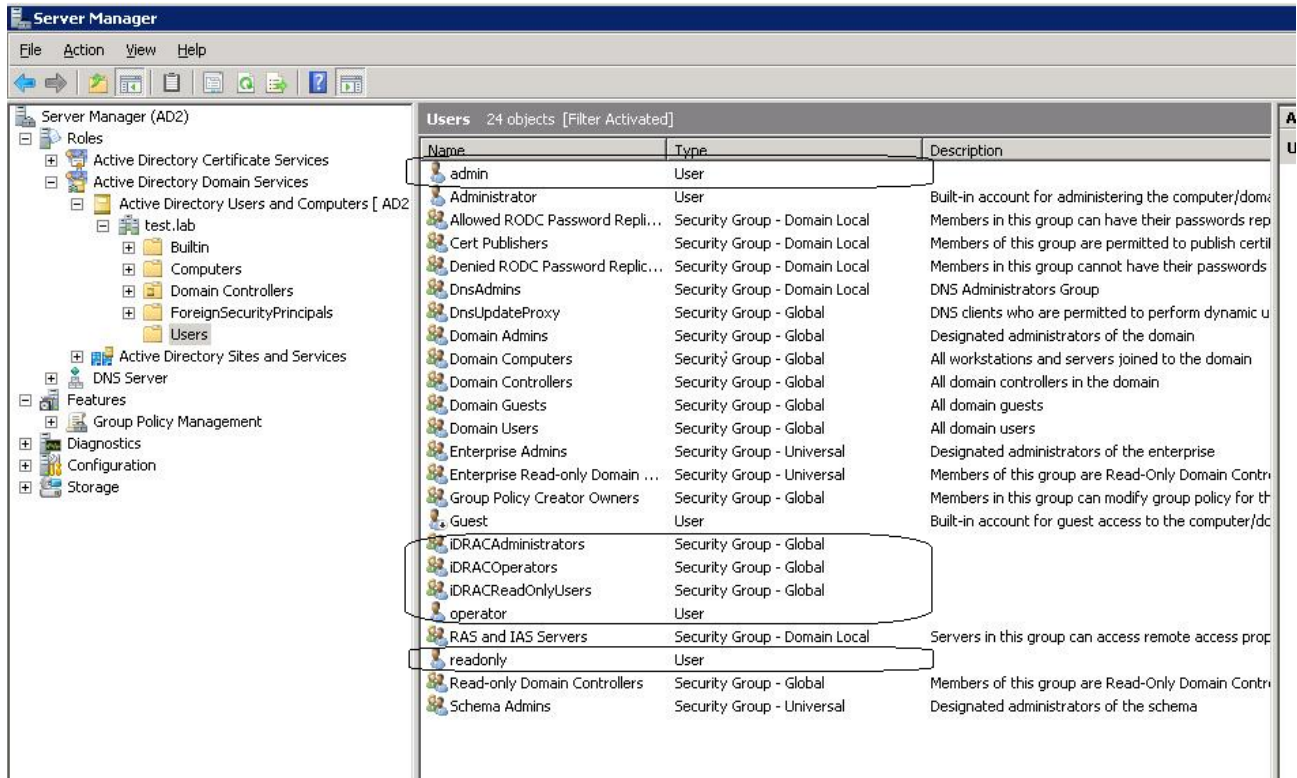 Server Manager
File Action View Help
Server Manager (AD2)
Roles
Active Directory Certificate Services
Active Directory Domain Services
Active Directory Users and Computers [ AD2
test.lab
Builtin
Computers
Domain Controllers
ForeignSecurityPrincipals
Users
Active Directory Sites and Services
DNS Server
Features
Group Policy Management
Diagnostics
Configuration
Storage
Users 24 objects [Filter Activated]
Name Type Description
admin User
Administrator User Built-in account for administering the computer/doma
Allowed RODC Password Repli... Security Group - Domain Local Members in this group can have their passwords rep
Cert Publishers Security Group - Domain Local Members of this group are permitted to publish certi
Denied RODC Password Replic... Security Group - Domain Local Members in this group cannot have their passwords
DnsAdmins Security Group - Domain Local DNS Administrators Group
DnsUpdateProxy Security Group - Global DNS clients who are permitted to perform dynamic u
Domain Admins Security Group - Global Designated administrators of the domain
Domain Computers Security Group - Global All workstations and servers joined to the domain
Domain Controllers Security Group - Global All domain controllers in the domain
Domain Guests Security Group - Global All domain guests
Domain Users Security Group - Global All domain users
Enterprise Admins Security Group - Universal Designated administrators of the enterprise
Enterprise Read-only Domain ... Security Group - Universal Members of this group are Read-Only Domain Contr
Group Policy Creator Owners Security Group - Global Members in this group can modify group policy for th
Guest User Built-in account for guest access to the computer/do
iDRACAdministrators Security Group - Global
iDRACOperators Security Group - Global
iDRACReadOnlyUsers Security Group - Global
operator User
RAS and IAS Servers Security Group - Domain Local Servers in this group can access remote access prop
readonly User
Read-only Domain Controllers Security Group - Global Members of this group are Read-Only Domain Contr
Schema Admins Security Group - Universal Designated administrators of the schema
A
U